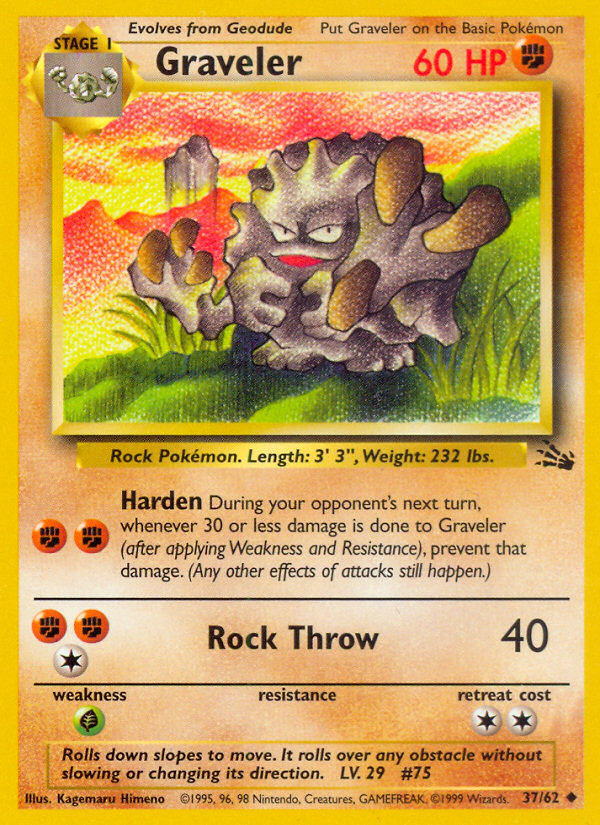 Evolves from Geodude Put Graveler on the Basic Pokémon
STAGE 1
Graveler 60 HP
Rock Pokémon. Length: 3' 3", Weight: 232 lbs.
Harden During your opponent's next turn,
whenever 30 or less damage is done to Graveler
(after applying Weakness and Resistance), prevent that
damage. (Any other effects of attacks still happen.)
Rock Throw 40
weakness resistance retreat cost
Rolls down slopes to move. It rolls over any obstacle without
slowing or changing its direction. LV. 29 #75
Illus. Kagemaru Himeno ©1995, 96, 98 Nintendo, Creatures, GAMEFREAK. ©1999 Wizards. 37/62